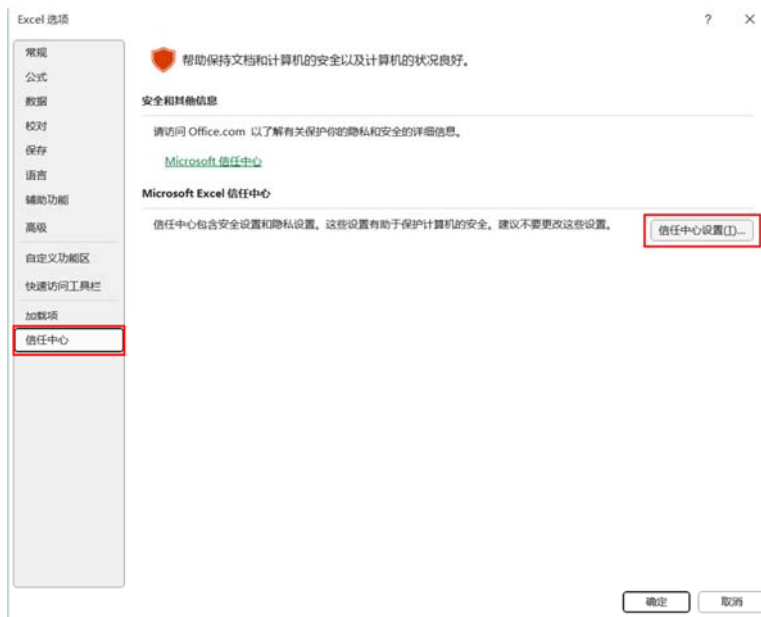 Excel 选项
?
×
常规
公式
数据
校对
保存
语言
辅助功能
高级
自定义功能区
快速访问工具栏
加载项
信任中心
帮助保持文档和计算机的安全以及计算机的状况良好。
安全和其他信息
请访问 Office.com 以了解有关保护你的隐私和安全的详细信息。
Microsoft 信任中心
Microsoft Excel 信任中心
信任中心包含安全设置和隐私设置。这些设置有助于保护计算机的安全。建议不要更改这些设置。
信任中心设置(T)...
确定
取消